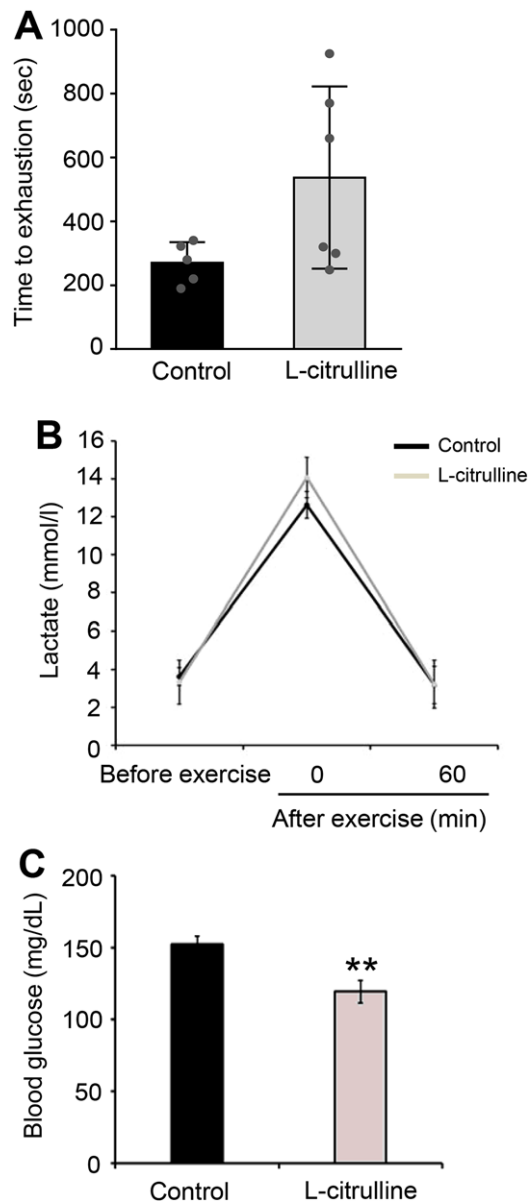 A
Time to exhaustion (sec)
1000
800
600
400
200
0
Control
L-citrulline
B
Lactate (mmol/l)
16
14
12
10
8
6
4
2
0
Control
L-citrulline
Before exercise
0
60
After exercise (min)
C
Blood glucose (mg/dL)
200
150
100
50
0
**
Control
L-citrulline